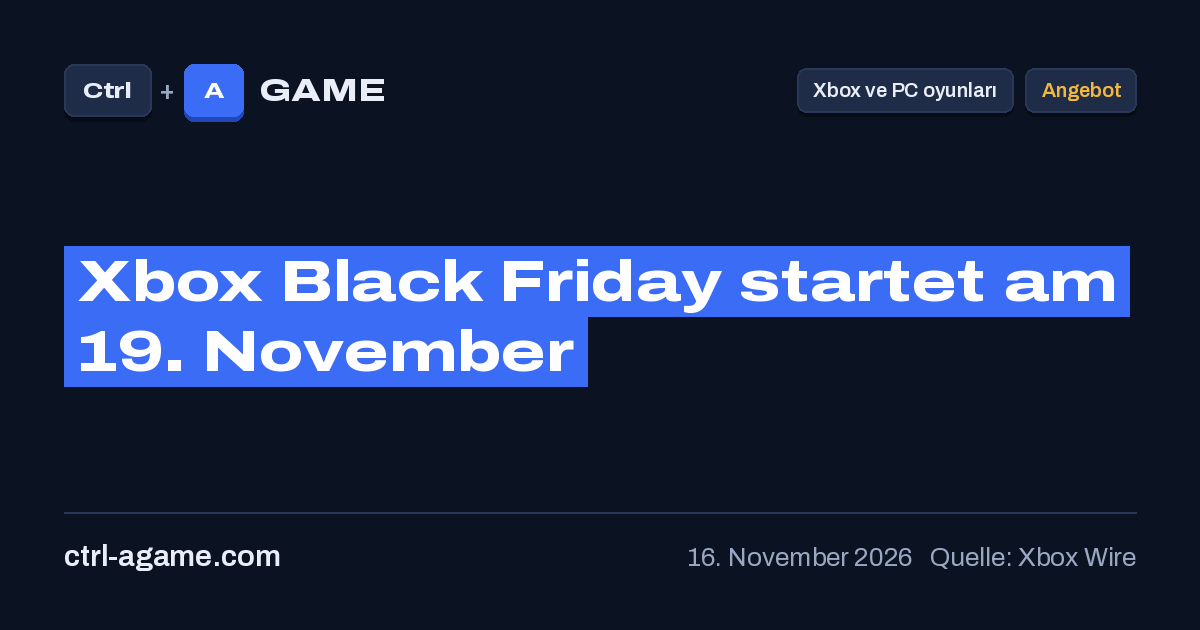 Ctrl + A GAME
Xbox ve PC oyunları
Angebot
Xbox Black Friday startet am
19. November
ctrl-agame.com
16. November 2026 Quelle: Xbox Wire